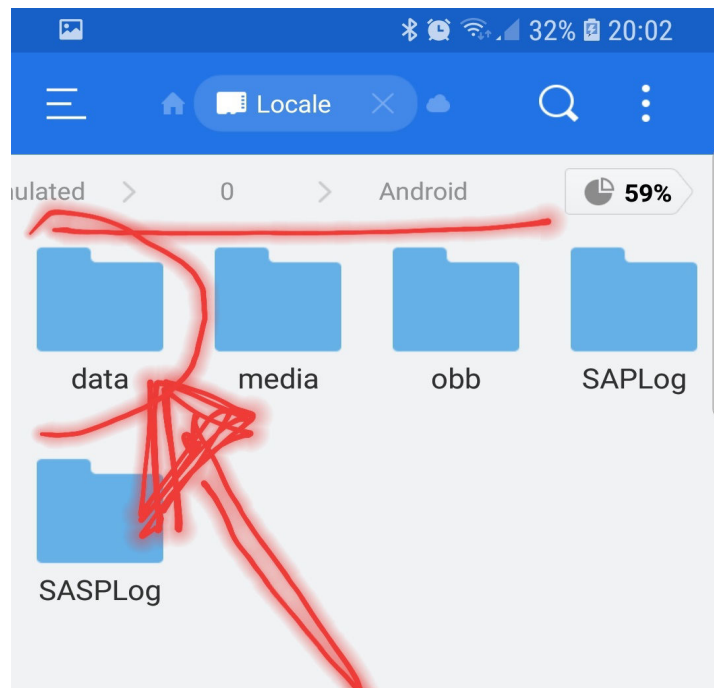 32% 20:02
Locale
ulated > 0 > Android 59%
data media obb SAPLog
SASPLog